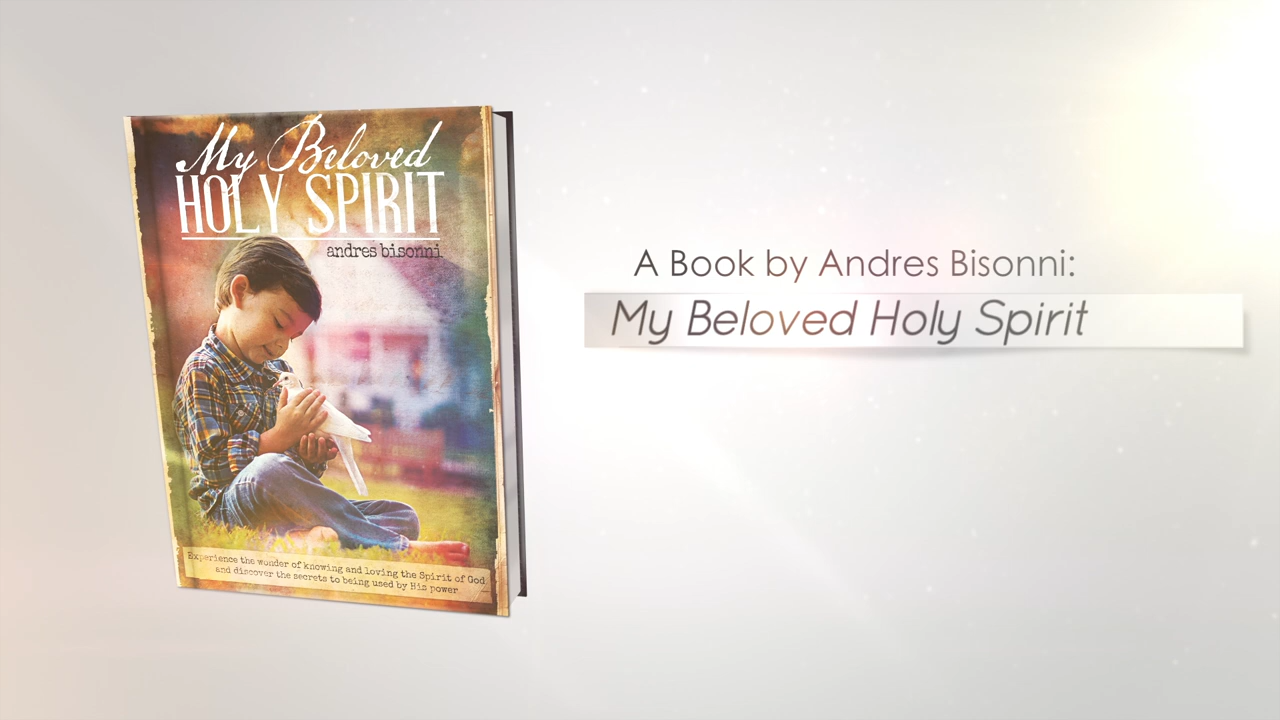 My Beloved
HOLY SPIRIT
andres bisonni
Experience the wonder of knowing and loving the Spirit of God
and discover the secrets to being used by His power
A Book by Andres Bisonni:
My Beloved Holy Spirit